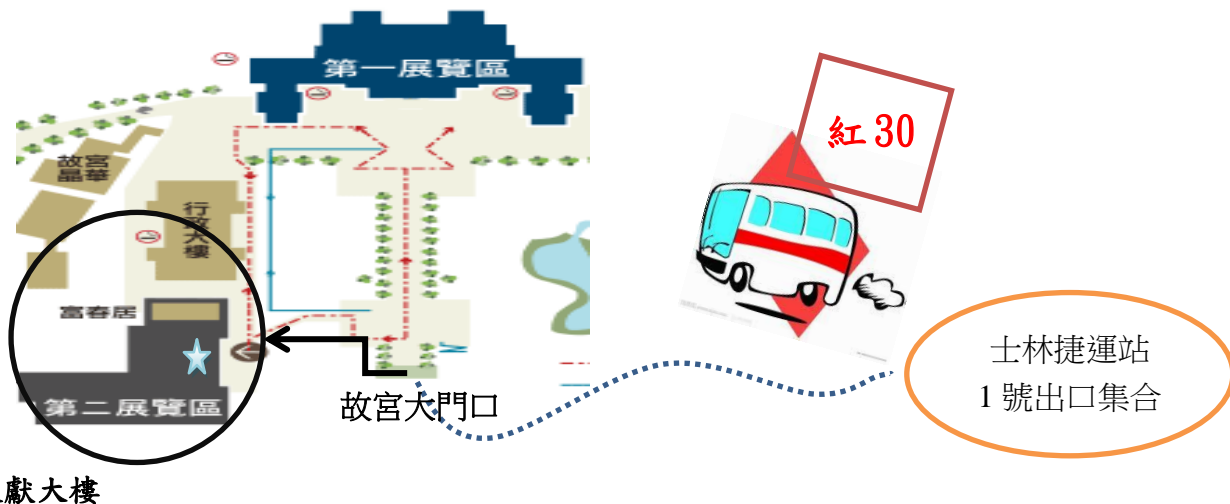 第一展覽區
紅 30
故宮
晶華
行政大樓
富春居
士林捷運站
1 號出口集合
故宮大門口
第二展覽區
獻大樓